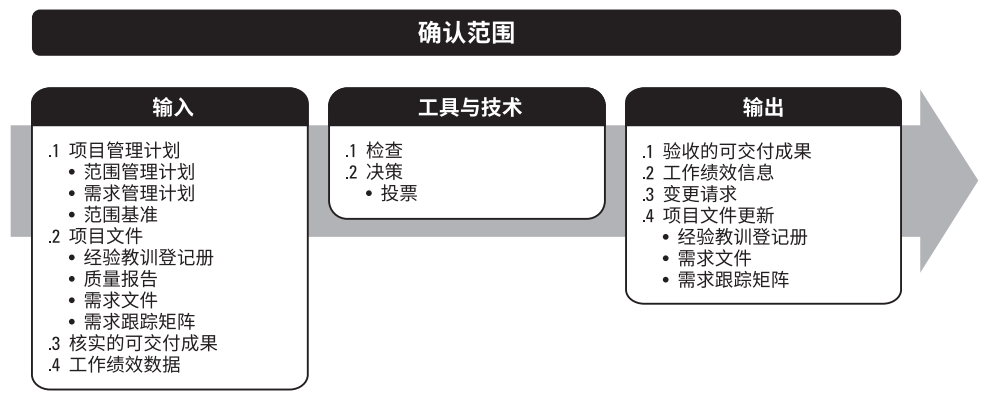 确认范围
输入
.1 项目管理计划
• 范围管理计划
• 需求管理计划
• 范围基准
.2 项目文件
• 经验教训登记册
• 质量报告
• 需求文件
• 需求跟踪矩阵
.3 核实的可交付成果
.4 工作绩效数据
工具与技术
.1 检查
.2 决策
• 投票
输出
.1 验收的可交付成果
.2 工作绩效信息
.3 变更请求
.4 项目文件更新
• 经验教训登记册
• 需求文件
• 需求跟踪矩阵